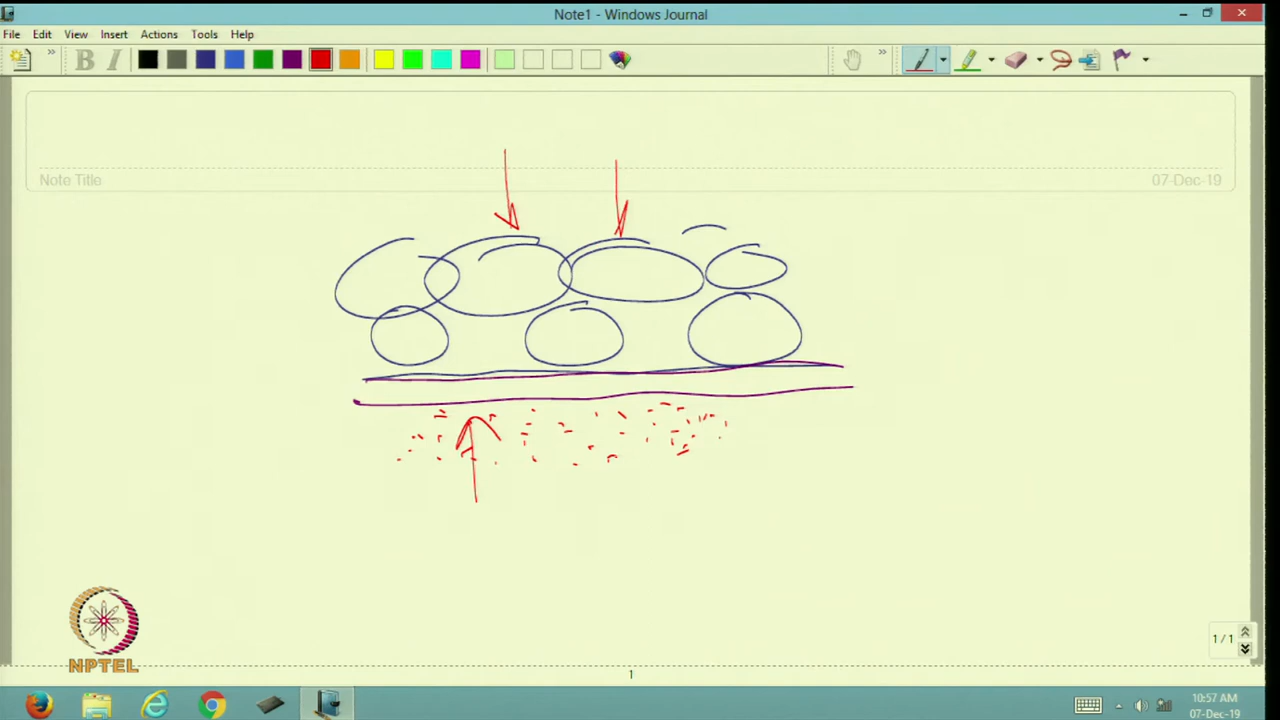 Note1 - Windows Journal
File Edit View Insert Actions Tools Help
B I
Note Title
07-Dec-19
NPTEL
1 / 1
1
10:57 AM
07-Dec-19